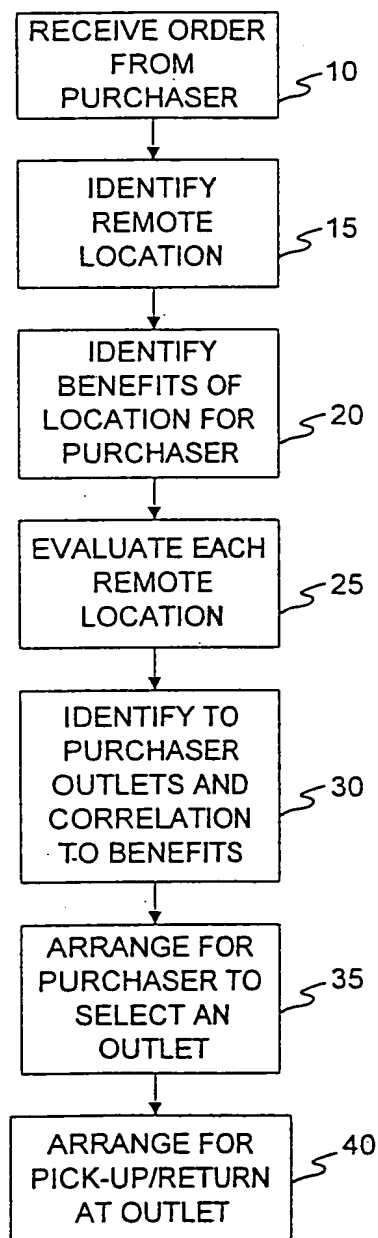 RECEIVE ORDER
FROM
PURCHASER
10
IDENTIFY
REMOTE
LOCATION
15
IDENTIFY
BENEFITS OF
LOCATION FOR
PURCHASER
20
EVALUATE EACH
REMOTE
LOCATION
25
IDENTIFY TO
PURCHASER
OUTLETS AND
CORRELATION
TO BENEFITS
30
ARRANGE FOR
PURCHASER TO
SELECT AN
OUTLET
35
ARRANGE FOR
PICK-UP/RETURN
AT OUTLET
40